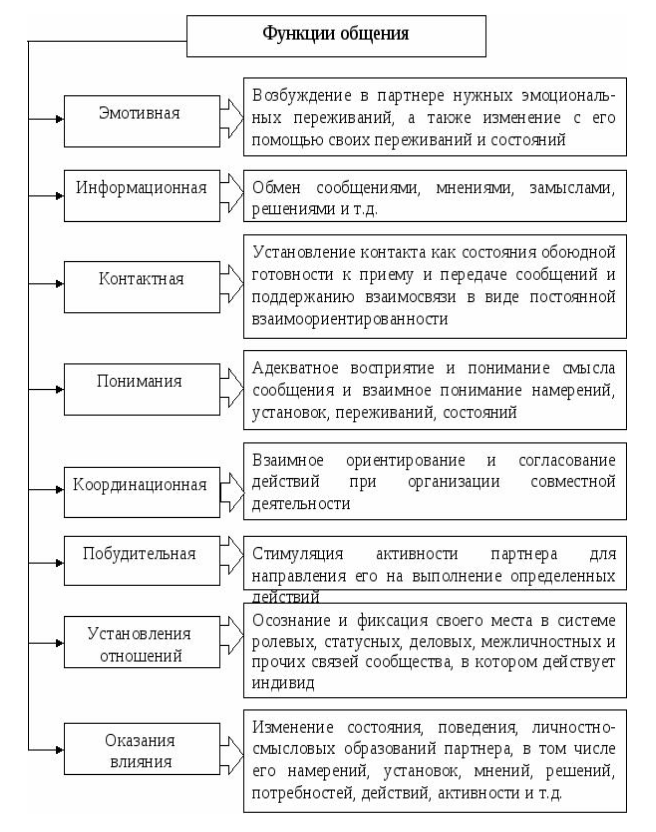 Функции общения
Эмотивная
Возбуждение в партнере нужных эмоциональ-
ных переживаний, а также изменение с его
помощью своих переживаний и состояний
Информационная
Обмен сообщениями, мнениями, замыслами,
решениями и т.д.
Контактная
Установление контакта как состояния обоюдной
готовности к приему и передаче сообщений и
поддержанию взаимосвязи в виде постоянной
взаимоориентированности
Понимания
Адекватное восприятие и понимание смысла
сообщения и взаимное понимание намерений,
установок, переживаний, состояний
Координационная
Взаимное ориентирование и согласование
действий при организации совместной
деятельности
Побудительная
Стимуляция активности партнера для
направления его на выполнение определенных
действий
Установления
отношений
Осознание и фиксация своего места в системе
ролевых, статусных, деловых, межличностных и
прочих связей сообщества, в котором действует
индивид
Оказания
влияния
Изменение состояния, поведения, личностно-
смысловых образований партнера, в том числе
его намерений, установок, мнений, решений,
потребностей, действий, активности и т.д.